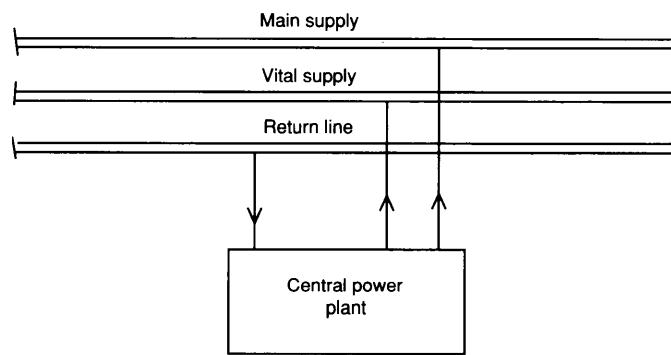 Main supply
Vital supply
Return line
Central power
plant